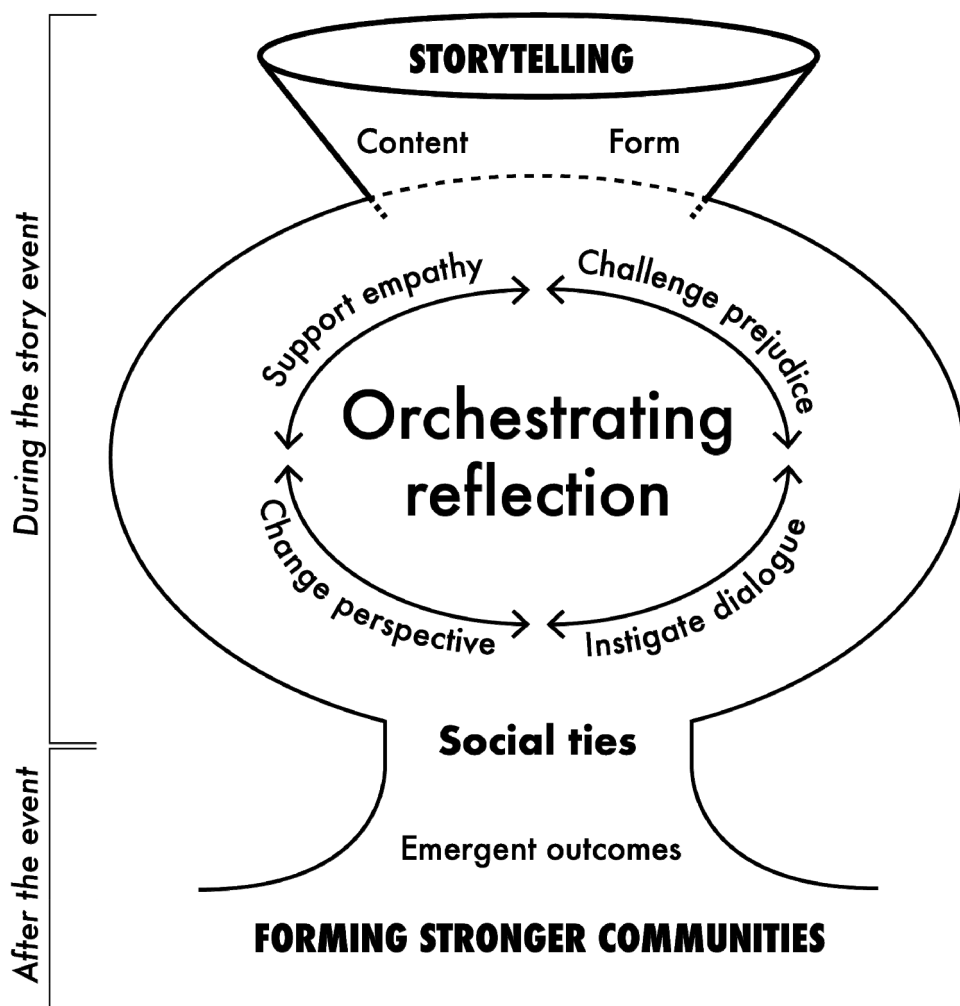 STORYTELLING
Content
Form
During the story event
Support empathy
Challenge prejudice
Orchestrating
reflection
Change perspective
Instigate dialogue
Social ties
After the event
Emergent outcomes
FORMING STRONGER COMMUNITIES